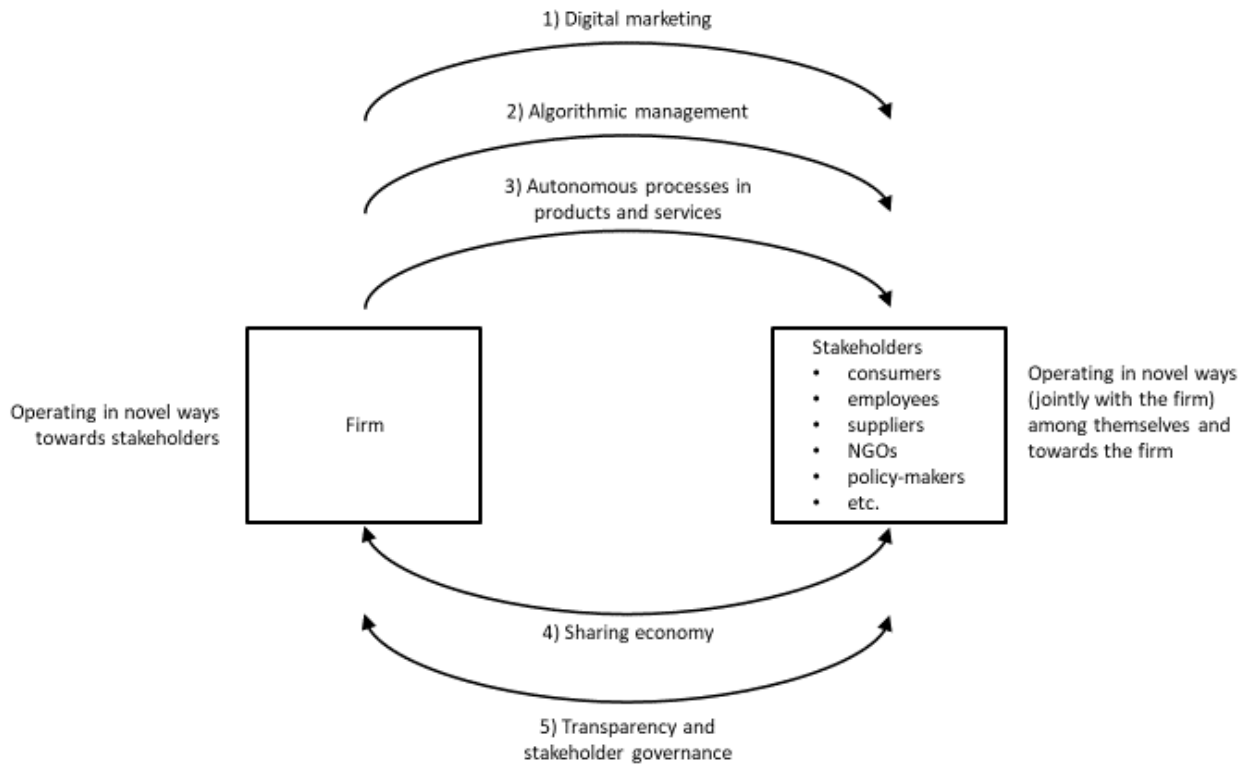 1) Digital marketing
2) Algorithmic management
3) Autonomous processes in
products and services
Operating in novel ways
towards stakeholders
Firm
Stakeholders
• consumers
• employees
• suppliers
• NGOs
• policy-makers
• etc.
Operating in novel ways
(jointly with the firm)
among themselves and
towards the firm
4) Sharing economy
5) Transparency and
stakeholder governance